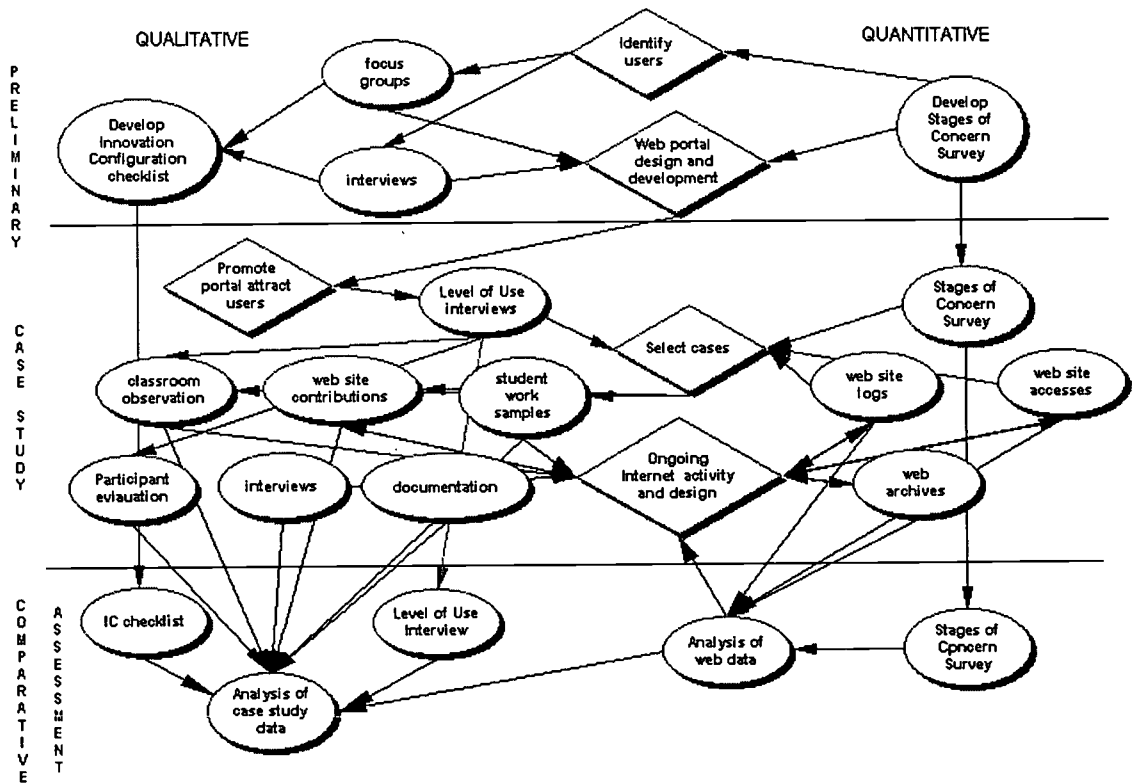 QUALITATIVE
QUANTITATIVE
PRELIMINARY
Identify
users
focus
groups
Develop
Innovation
Configuration
checklist
interviews
Web portal
design and
development
Develop
Stages of
Concern
Survey
CASE STUDY
Promote
portal attract
users
Level of Use
interviews
Stages of
Concern
Survey
Select cases
classroom
observation
web site
contributions
student
work
samples
web site
logs
web site
accesses
Participant
evlauation
interviews
documentation
Ongoing
Internet activity
and design
web
archives
COMPARATIVE
ASSESSMENT
IC checklist
Level of Use
Interview
Analysis of
web data
Stages of
Cpncern
Survey
Analysis of
case study
data